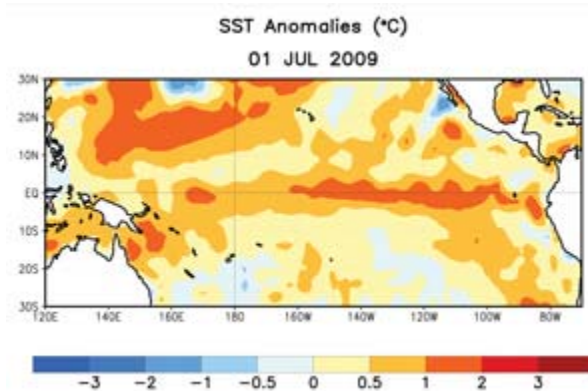 SST Anomalies (°C)
01 JUL 2009
30N
20N
10N
EQ
10S
20S
30S
120E 140E 160E 180 160W 140W 120W 100W 80W
-3 -2 -1 -0.5 0 0.5 1 2 3